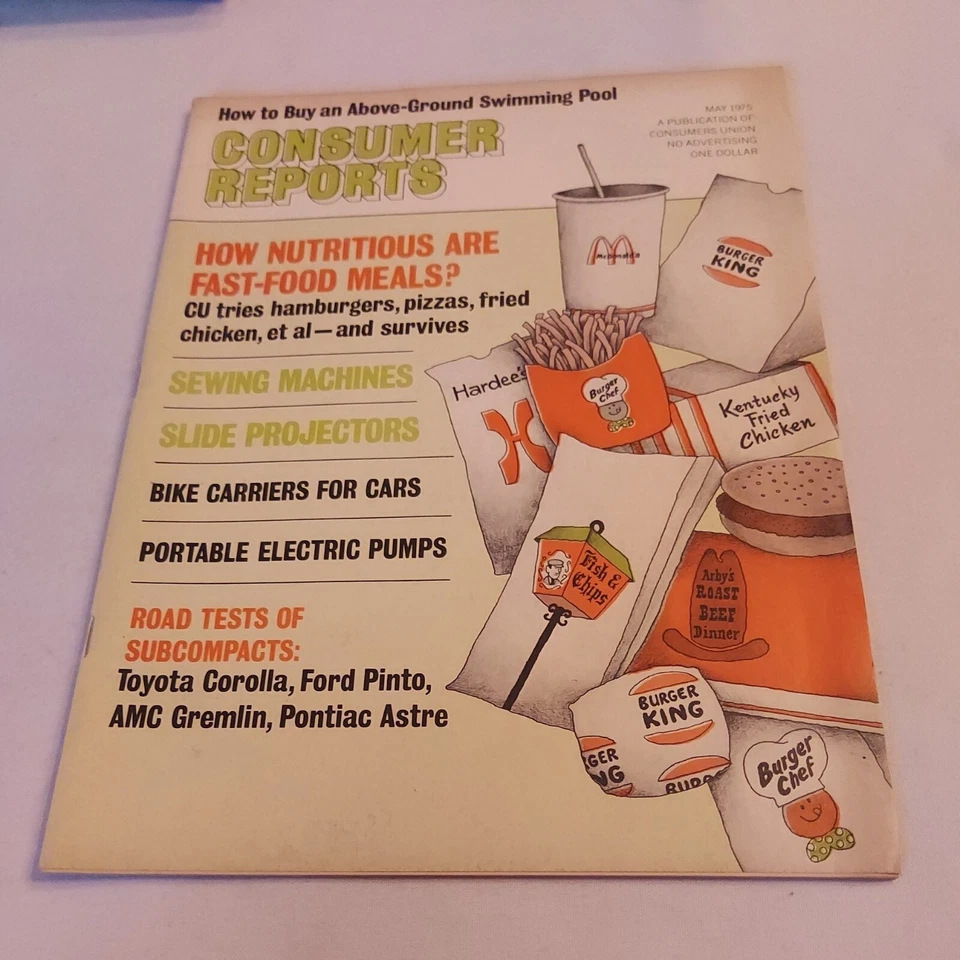 How to Buy an Above-Ground Swimming Pool
CONSUMER
REPORTS
MAY 1975
A PUBLICATION OF
CONSUMERS UNION
NO ADVERTISING
ONE DOLLAR
HOW NUTRITIOUS ARE
FAST-FOOD MEALS?
CU tries hamburgers, pizzas, fried
chicken, et al—and survives
SEWING MACHINES
SLIDE PROJECTORS
BIKE CARRIERS FOR CARS
PORTABLE ELECTRIC PUMPS
ROAD TESTS OF
SUBCOMPACTS:
Toyota Corolla, Ford Pinto,
AMC Gremlin, Pontiac Astre
McDonald's
BURGER
KING
Hardee's
Burger
Chef
Kentucky
Fried
Chicken
Fish &
Chips
Arby's
ROAST
BEEF
Dinner
BURGER
KING
GER
NG
BURG
Burger
Chef